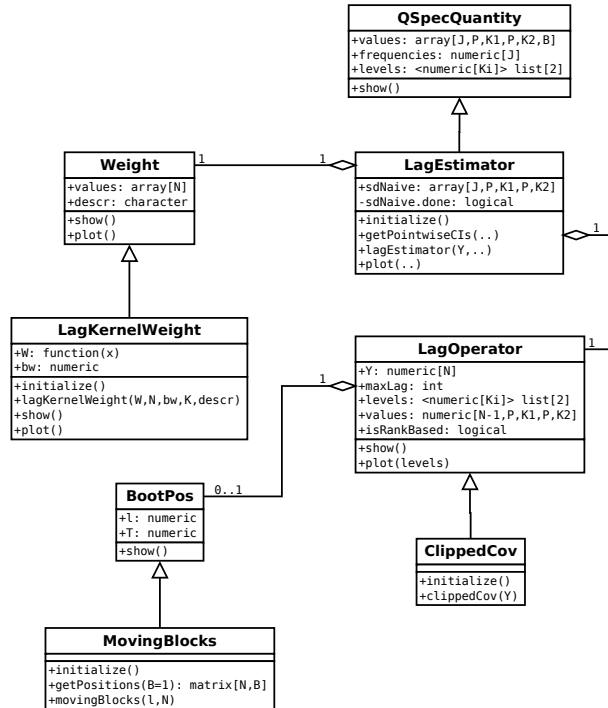 QSpecQuantity
+values: array[J,P,K1,P,K2,B]
+frequencies: numeric[J]
+levels: <numeric[Ki]> list[2]
+show()
Weight
+values: array[N]
+descr: character
+show()
+plot()
1
1
LagEstimator
+sdNaive: array[J,P,K1,P,K2]
-sdNaive.done: logical
+initialize()
+getPointwiseCIs(..)
+lagEstimator(Y,..)
+plot(..)
1
LagKernelWeight
+W: function(x)
+bw: numeric
+initialize()
+lagKernelWeight(W,N,bw,K,descr)
+show()
+plot()
1
LagOperator
+Y: numeric[N]
+maxLag: int
+levels: <numeric[Ki]> list[2]
+values: numeric[N-1,P,K1,P,K2]
+isRankBased: logical
+show()
+plot(levels)
1
BootPos
+l: numeric
+T: numeric
+show()
0..1
ClippedCov
+initialize()
+clippedCov(Y)
MovingBlocks
+initialize()
+getPositions(B=1): matrix[N,B]
+movingBlocks(l,N)